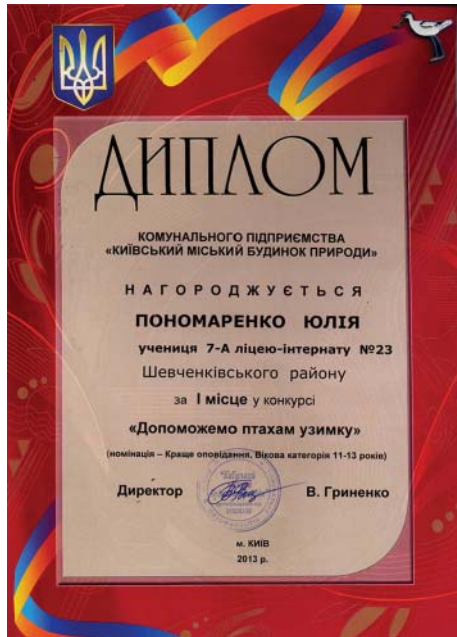 ДИПЛОМ
КОМУНАЛЬНОГО ПІДПРИЄМСТВА
«КИЇВСЬКИЙ МІСЬКИЙ БУДИНОК ПРИРОДИ»
НАГОРОДЖУЄТЬСЯ
ПОНОМАРЕНКО ЮЛІЯ
учениця 7-А ліцею-інтернату №23
Шевченківського району
за І місце у конкурсі
«Допоможемо птахам узимку»
(номінація – Краще оповідання. Вікова категорія 11-13 років)
Директор В. Гриненко
м. КИЇВ
2013 р.